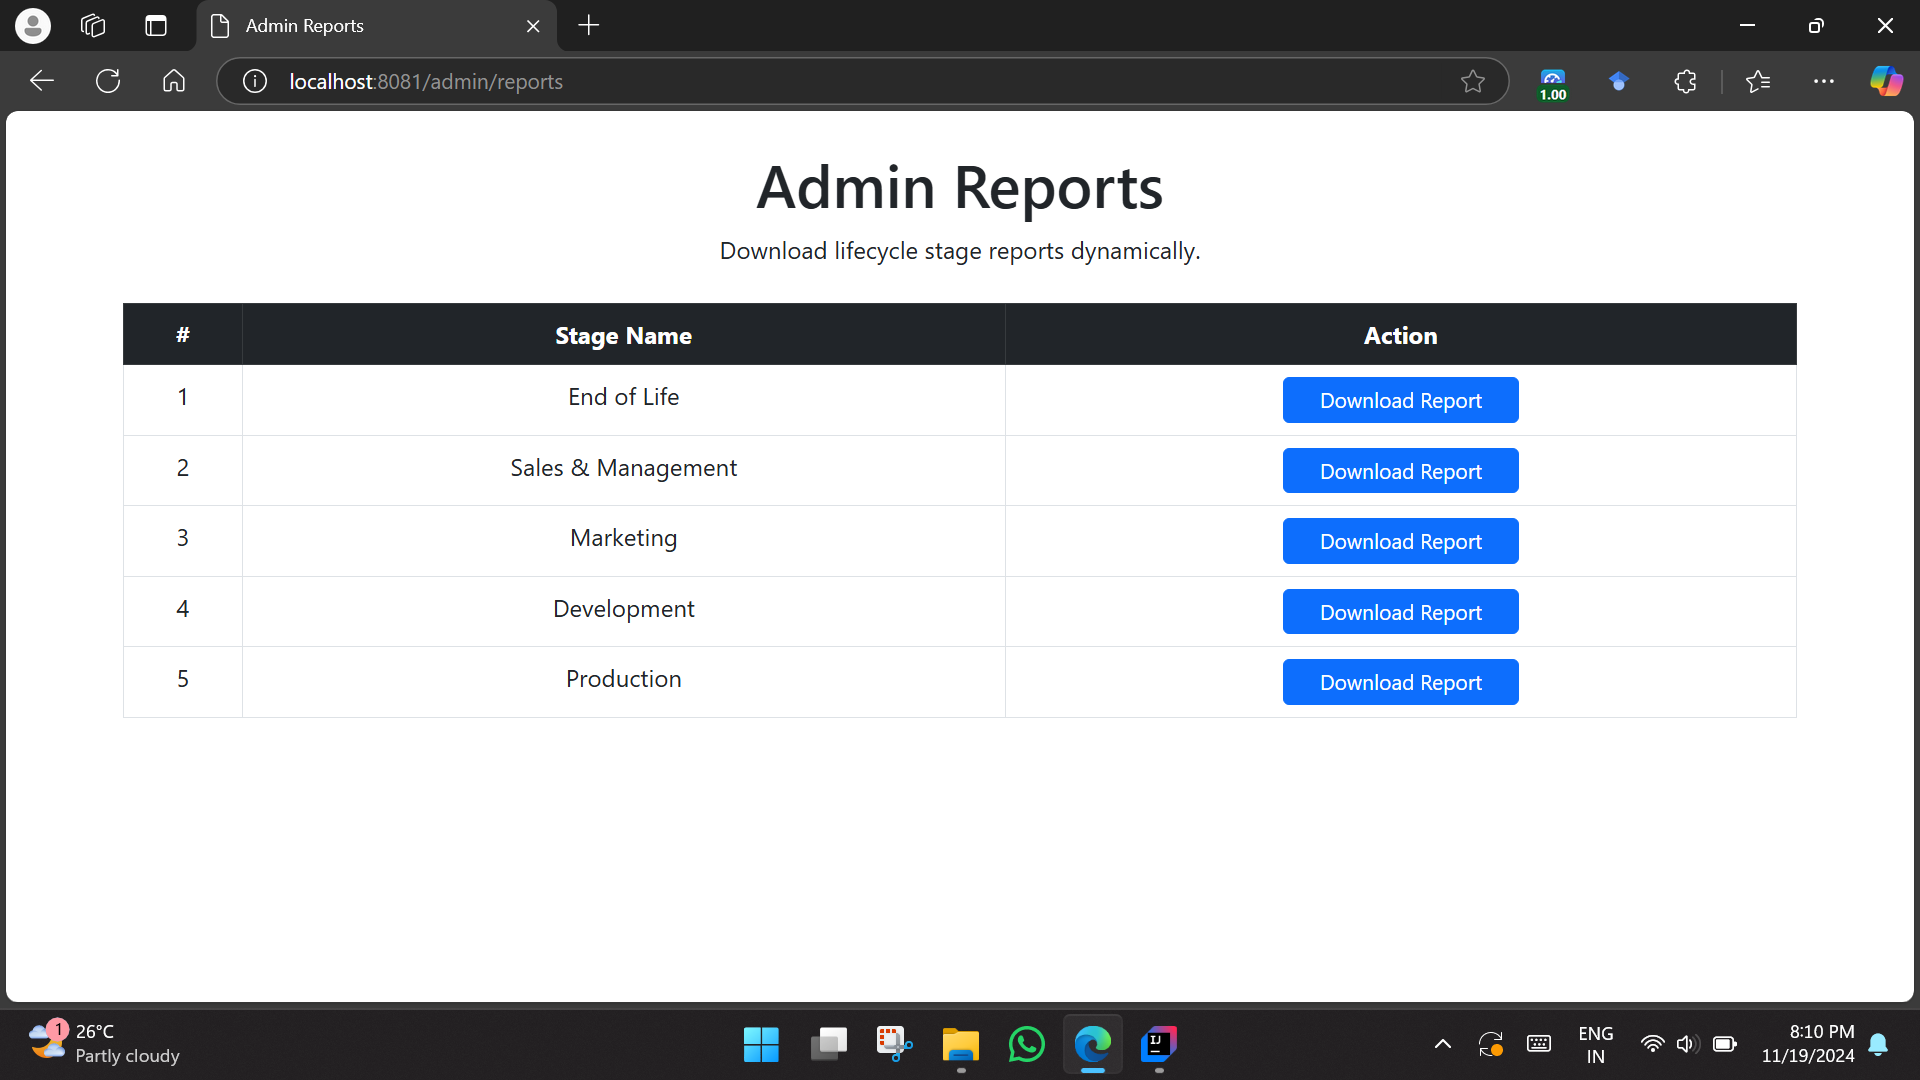 Admin Reports
localhost:8081/admin/reports
1.00
Admin Reports
Download lifecycle stage reports dynamically.
# Stage Name Action
1 End of Life Download Report
2 Sales & Management Download Report
3 Marketing Download Report
4 Development Download Report
5 Production Download Report
1
26°C
Partly cloudy
IJ
ENG
IN
8:10 PM
11/19/2024